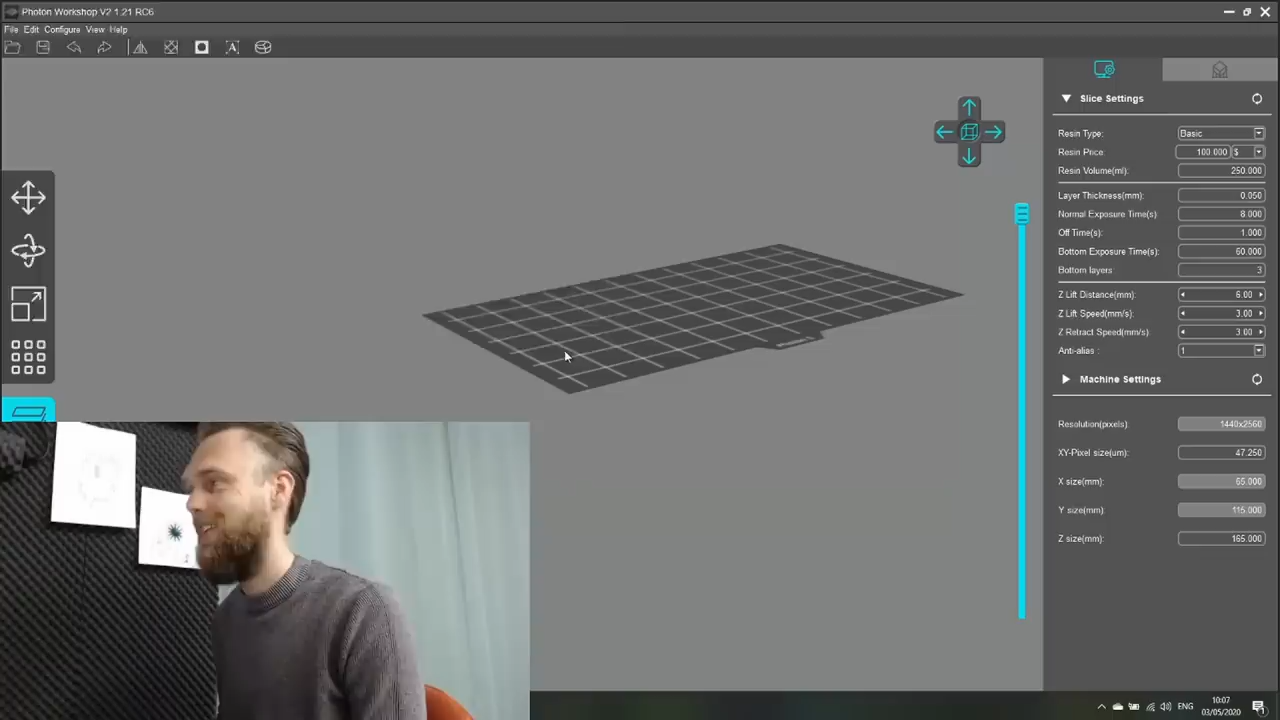 Photon Workshop V2 1.21 RC6
File Edit Configure View Help
Slice Settings
Resin Type: Basic
Resin Price: 100.000 $
Resin Volume(ml): 250.000
Layer Thickness(mm): 0.050
Normal Exposure Time(s) 8.000
Off Time(s): 1.000
Bottom Exposure Time(s): 60.000
Bottom layers: 3
Z Lift Distance(mm): 6.00
Z Lift Speed(mm/s): 3.00
Z Retract Speed(mm/s): 3.00
Anti-alias : 1
Machine Settings
Resolution(pixels): 1440x2560
XY-Pixel size(um): 47.250
X size(mm): 65.000
Y size(mm): 115.000
Z size(mm): 165.000
ENG
10:07
03/05/2020